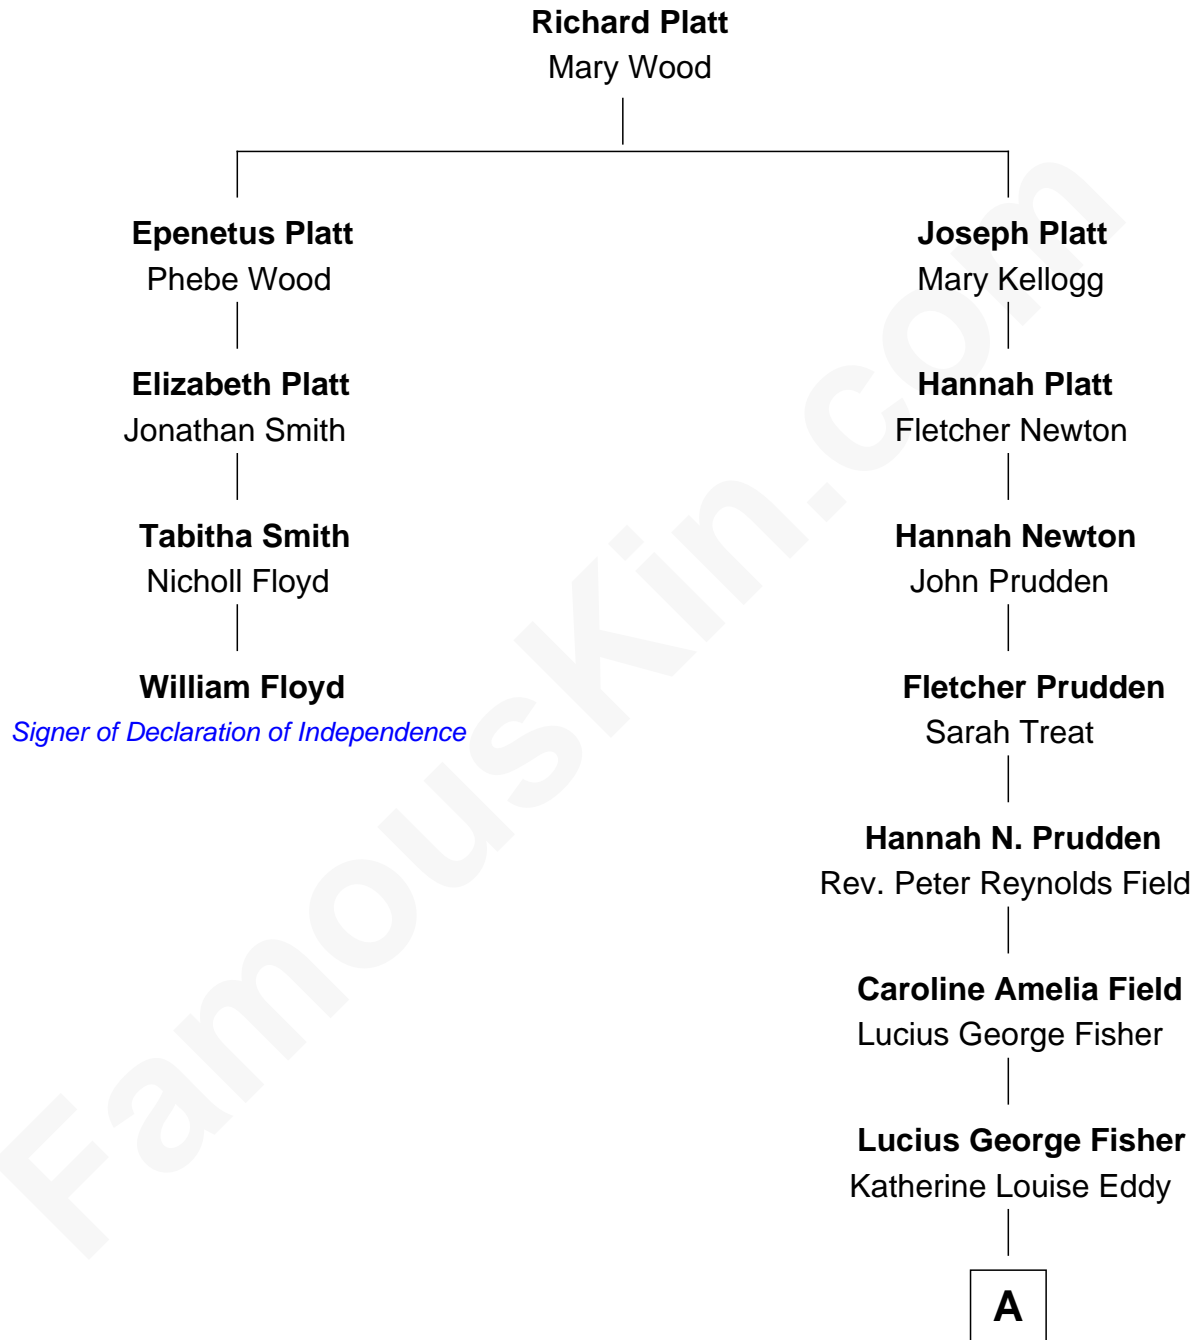 Richard Platt
Mary Wood
Epenetus Platt
Phebe Wood
Joseph Platt
Mary Kellogg
Elizabeth Platt
Jonathan Smith
Hannah Platt
Fletcher Newton
Tabitha Smith
Nicholl Floyd
Hannah Newton
John Prudden
William Floyd
Signer of Declaration of Independence
Fletcher Prudden
Sarah Treat
Hannah N. Prudden
Rev. Peter Reynolds Field
Caroline Amelia Field
Lucius George Fisher
Lucius George Fisher
Katherine Louise Eddy
A
FamousKin.com